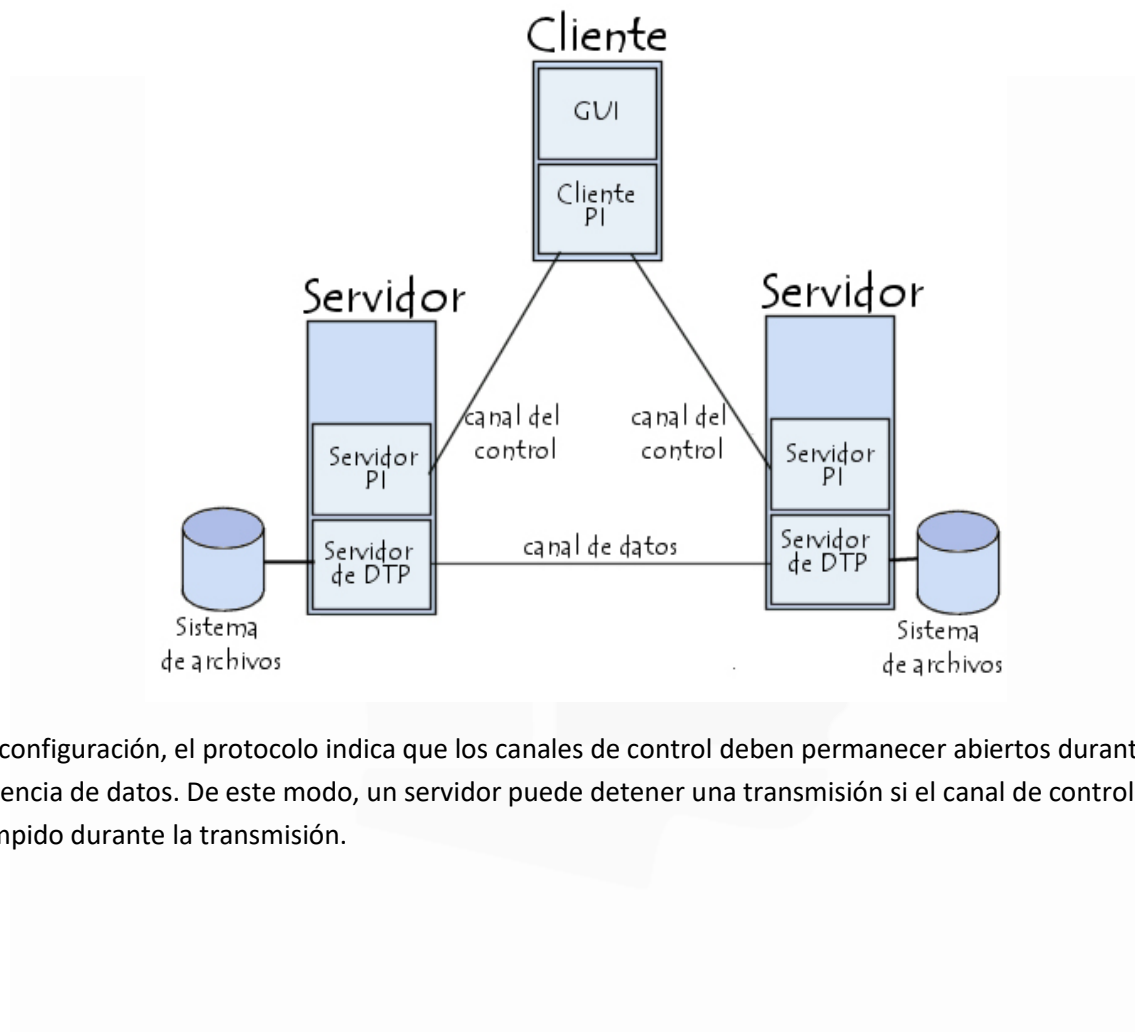 Cliente
GUI
Cliente
PI
Servidor
Servidor
canal del
control
canal del
control
Servidor
PI
Servidor
PI
canal de datos
Servidor
de DTP
Servidor
de DTP
Sistema
de archivos
Sistema
de archivos
configuración, el protocolo indica que los canales de control deben permanecer abiertos durant
encia de datos. De este modo, un servidor puede detener una transmisión si el canal de control
mpido durante la transmisión.